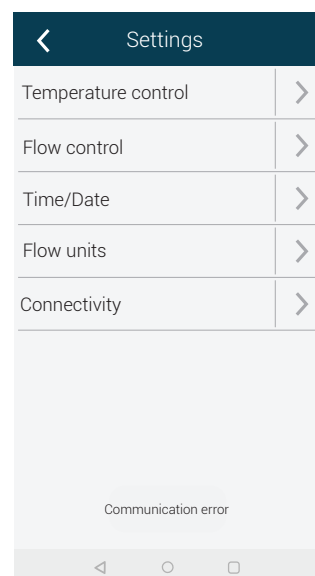 Settings
Temperature control
Flow control
Time/Date
Flow units
Connectivity
Communication error